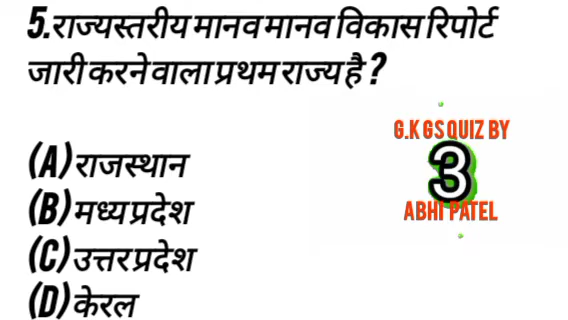 5.राज्यस्तरीय मानव मानव विकास रिपोर्ट
जारी करने वाला प्रथम राज्य है ?
G.K GS QUIZ BY
3
ABHI PATEL
(A) राजस्थान
(B) मध्य प्रदेश
(C) उत्तर प्रदेश
(D) केरल